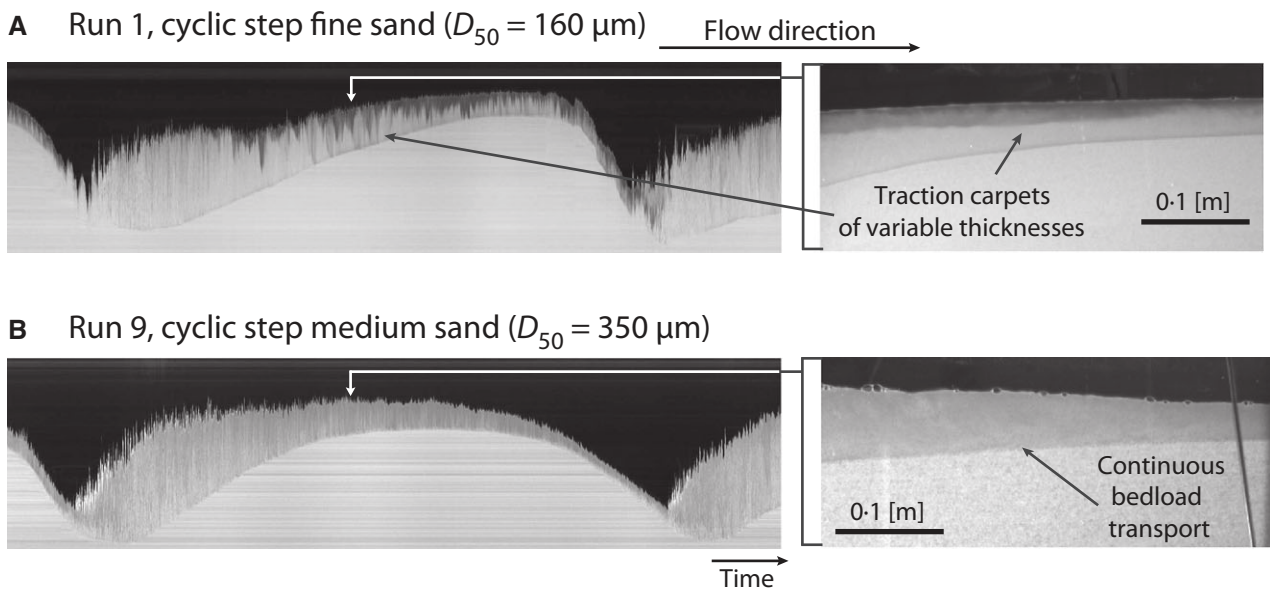 A Run 1, cyclic step fine sand (D50 = 160 µm)
Flow direction
Traction carpets
of variable thicknesses
0·1 [m]
B Run 9, cyclic step medium sand (D50 = 350 µm)
Continuous
bedload
transport
0·1 [m]
Time